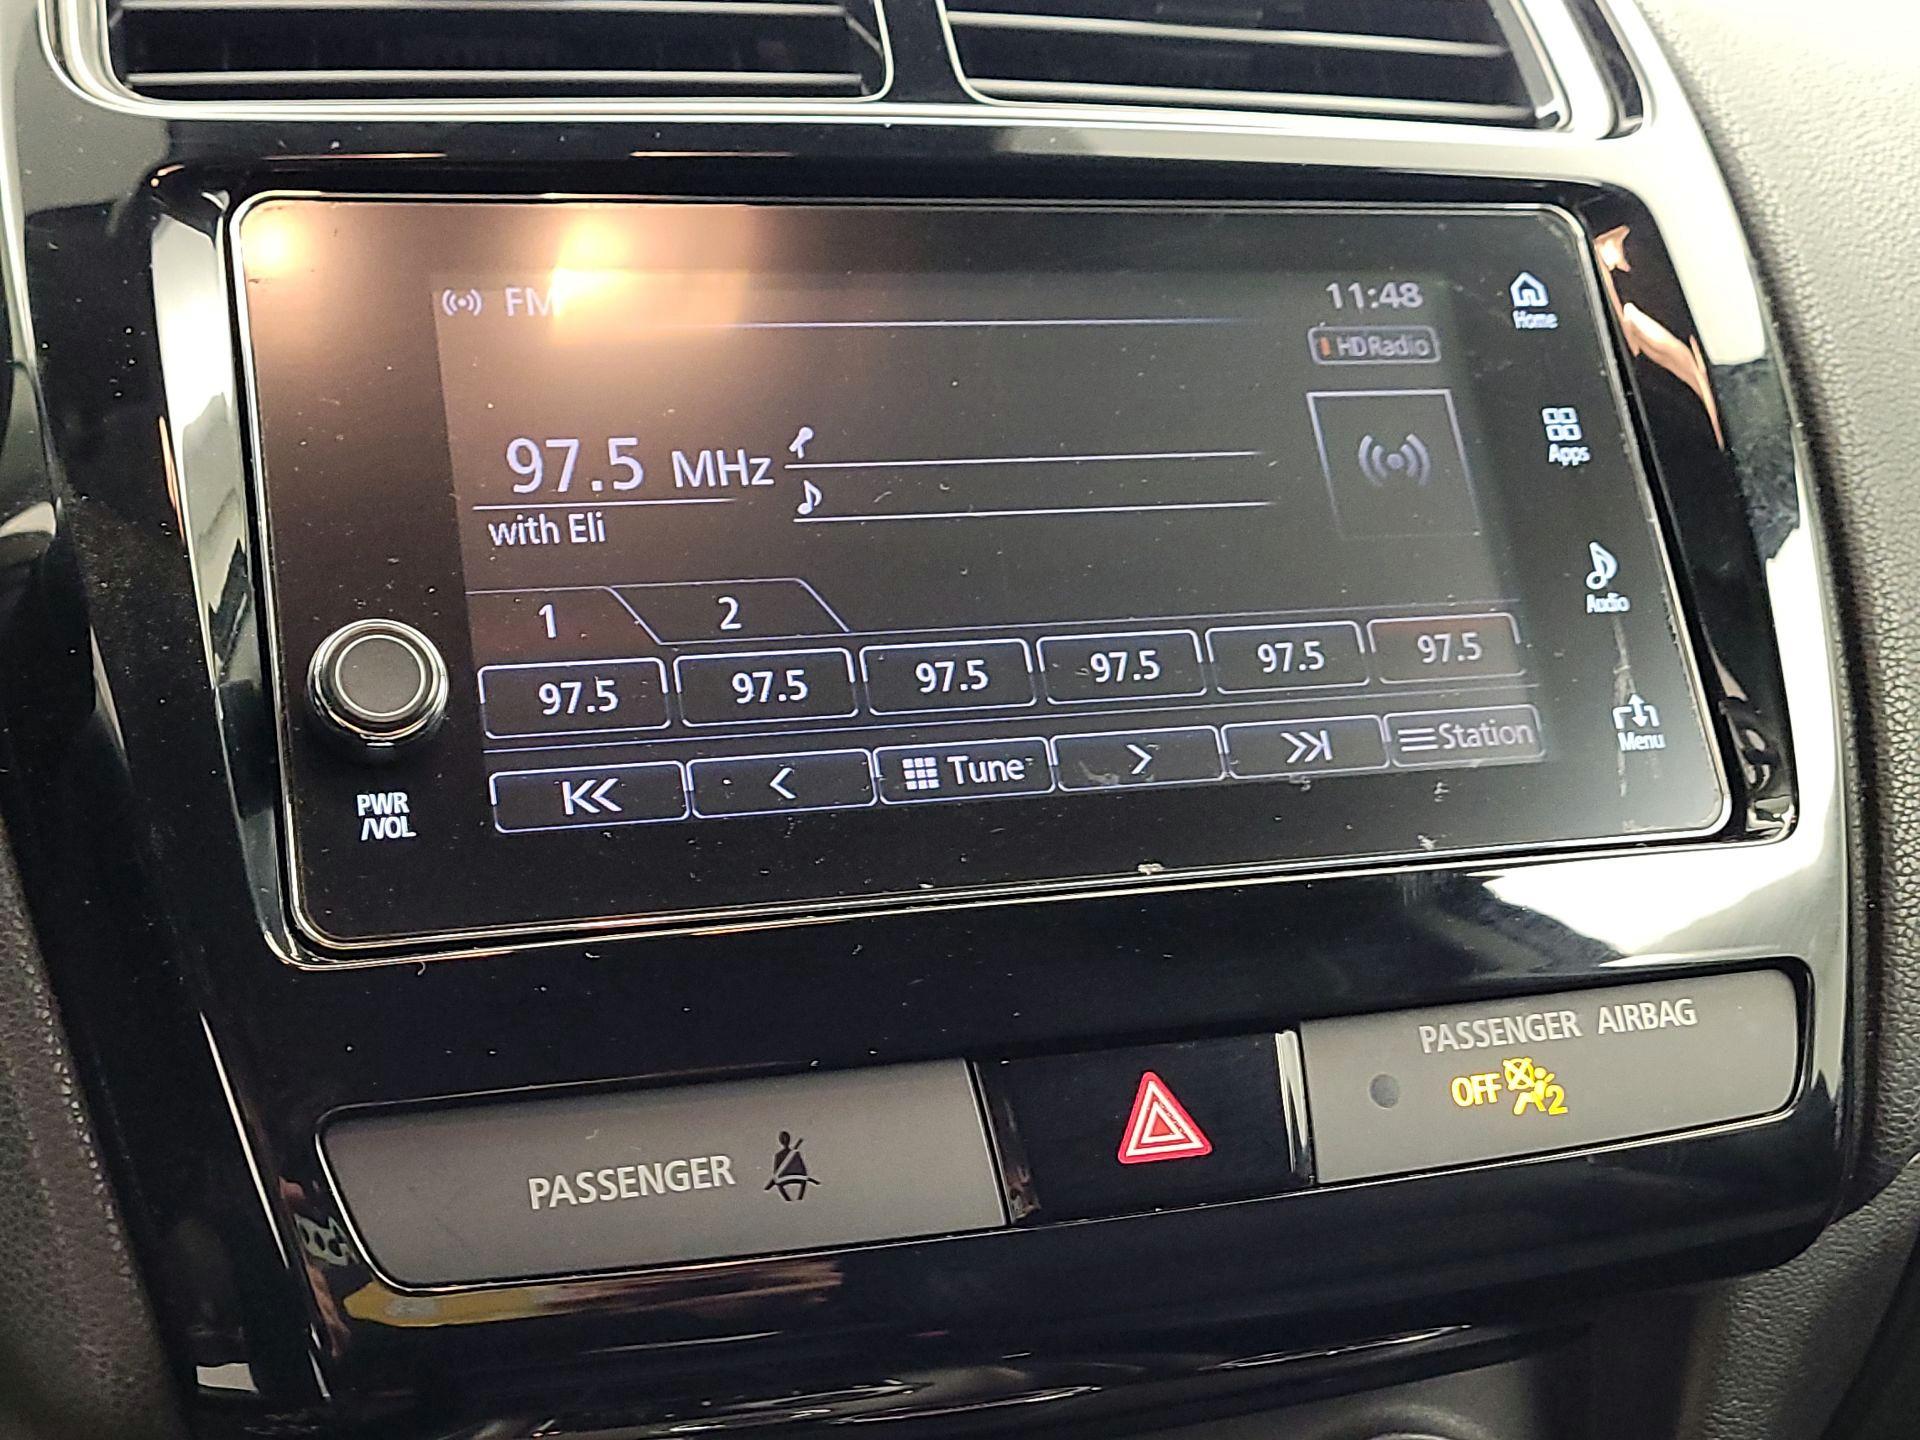 FM
11:48
HD Radio
Home
97.5 MHz
with Eli
Apps
Audio
1 2
97.5 97.5 97.5 97.5 97.5 97.5
Tune Station
Menu
PWR
/VOL
PASSENGER AIRBAG
OFF 2
PASSENGER